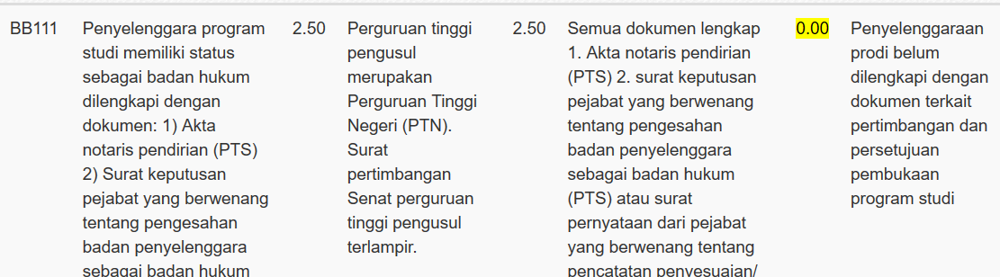 BB111
Penyelenggara program
studi memiliki status
sebagai badan hukum
dilengkapi dengan
dokumen: 1) Akta
notaris pendirian (PTS)
2) Surat keputusan
pejabat yang berwenang
tentang pengesahan
badan penyelenggara
sebagai badan hukum
2.50
Perguruan tinggi
pengusul
merupakan
Perguruan Tinggi
Negeri (PTN).
Surat
pertimbangan
Senat perguruan
tinggi pengusul
terlampir.
2.50
Semua dokumen lengkap
1. Akta notaris pendirian
(PTS) 2. surat keputusan
pejabat yang berwenang
tentang pengesahan
badan penyelenggara
sebagai badan hukum
(PTS) atau surat
pernyataan dari pejabat
yang berwenang tentang
pencatatan penyesuaian/
0.00
Penyelenggaraan
prodi belum
dilengkapi dengan
dokumen terkait
pertimbangan dan
persetujuan
pembukaan
program studi